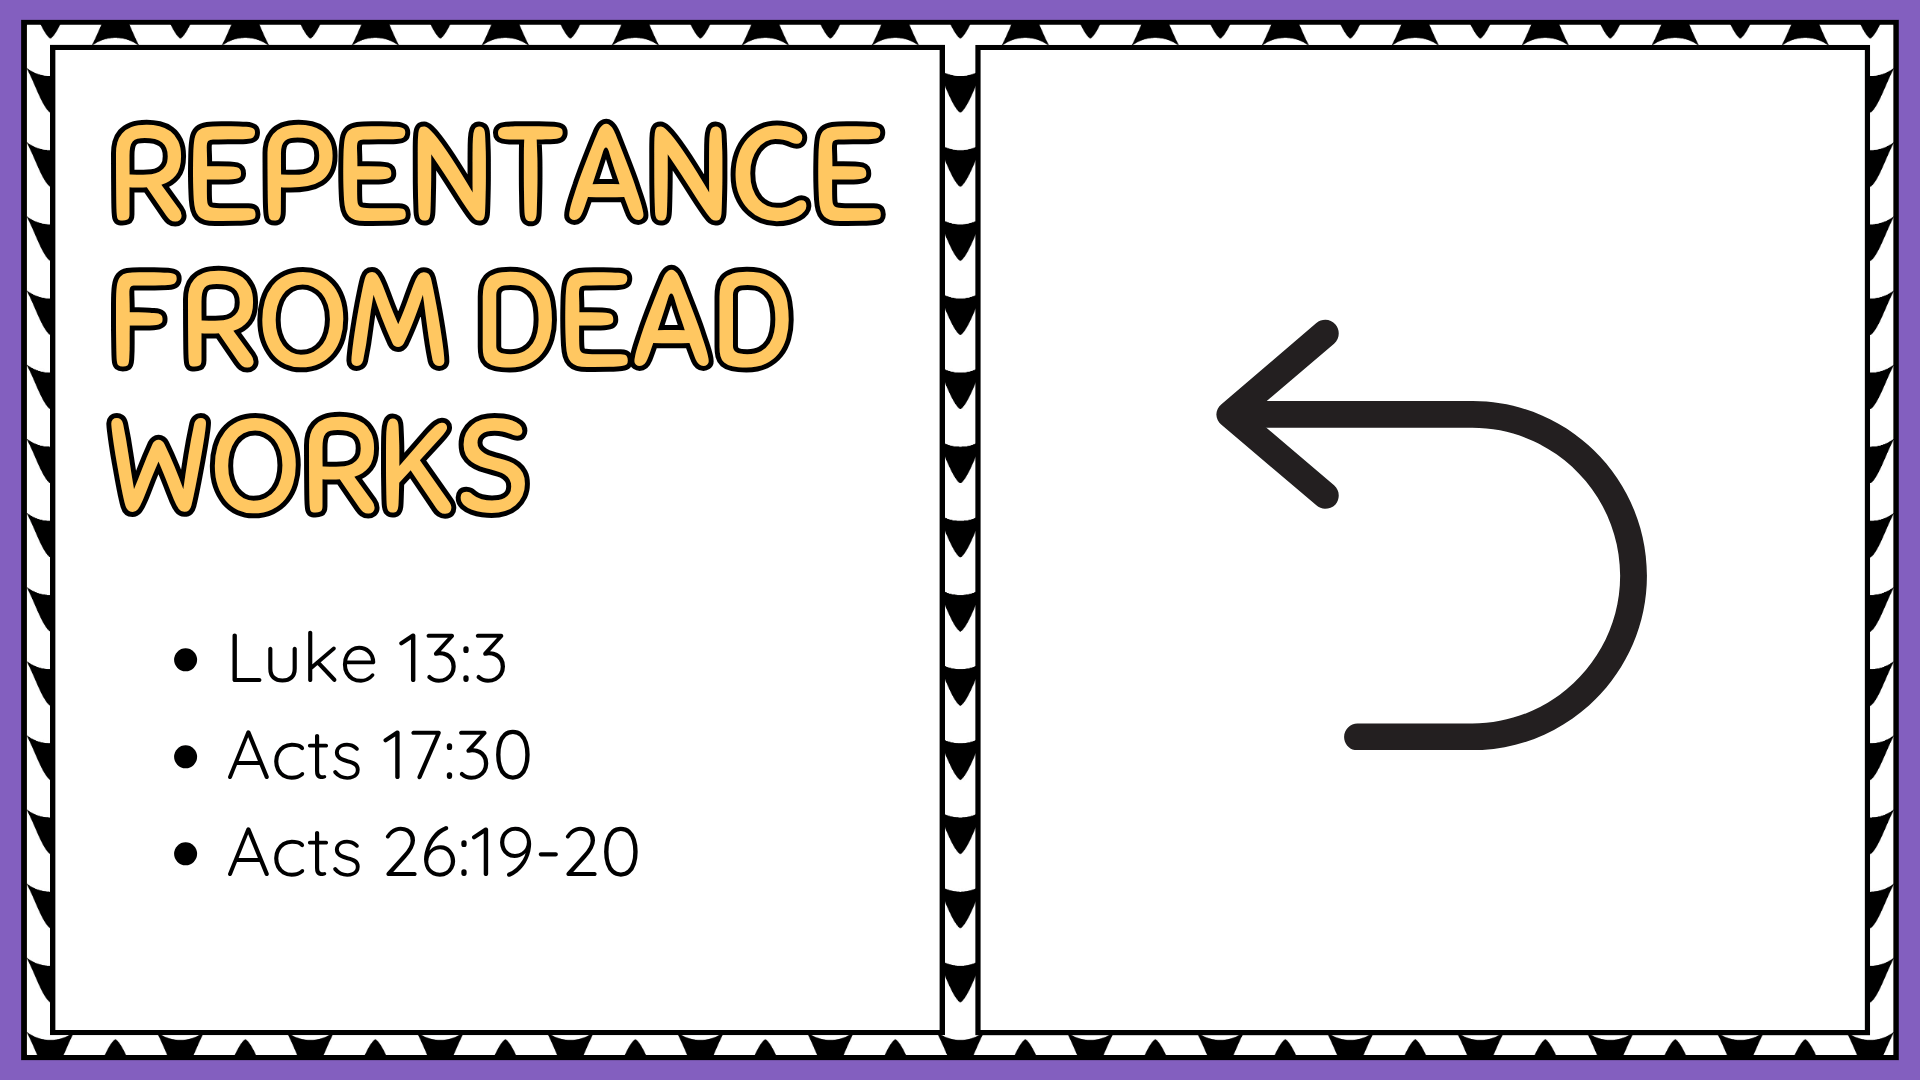 REPENTANCE
FROM DEAD
WORKS
• Luke 13:3
• Acts 17:30
• Acts 26:19-20